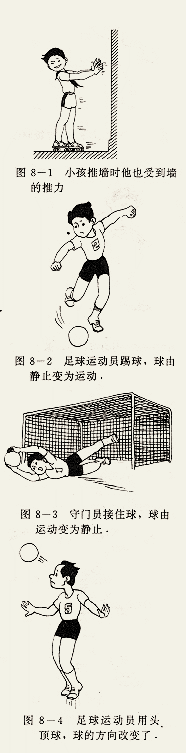 图 8－1 小孩推墙时他也受到墙
的推力
5
图 8－2 足球运动员踢球，球由
静止变为运动．
图 8－3 守门员接住球，球由
运动变为静止．
5
图 8－4 足球运动员用头
顶球，球的方向改变了．